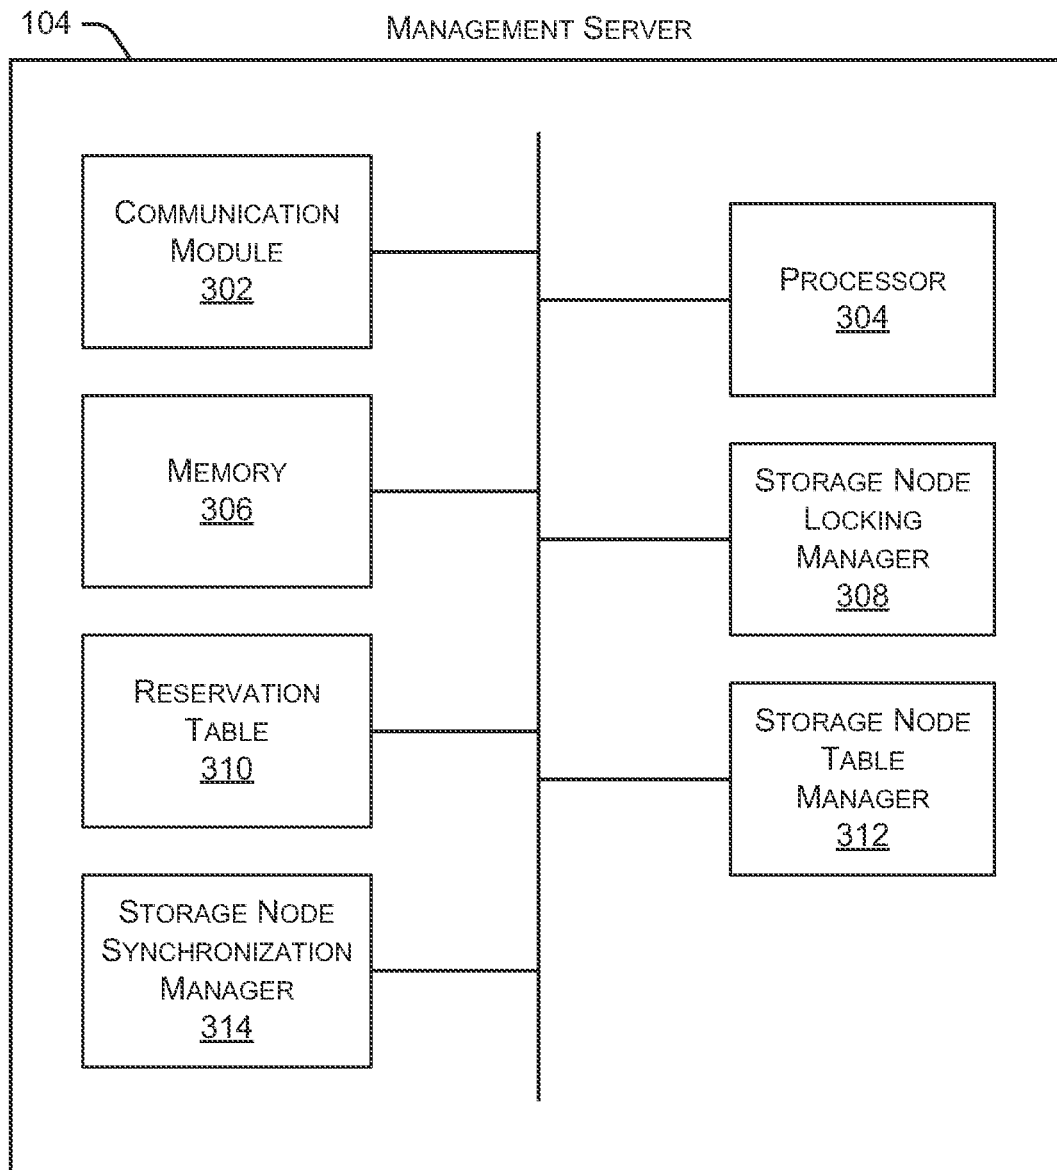 104
MANAGEMENT SERVER
COMMUNICATION
MODULE
302
PROCESSOR
304
MEMORY
306
STORAGE NODE
LOCKING
MANAGER
308
RESERVATION
TABLE
310
STORAGE NODE
TABLE
MANAGER
312
STORAGE NODE
SYNCHRONIZATION
MANAGER
314